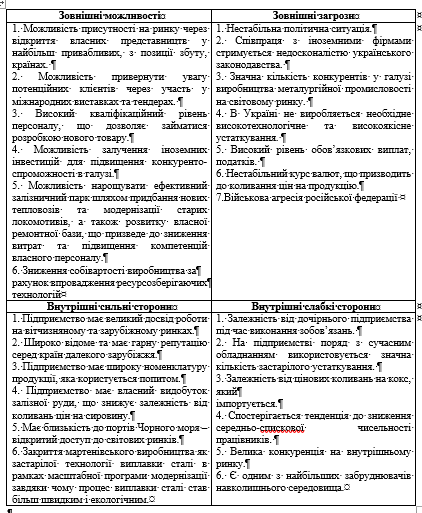 Зовнішні можливості
1. Можливість присутності на ринку через
відкриття власних представництв у
найбільш привабливих, з позиції збуту,
країнах.
2. Можливість привернути увагу
потенційних клієнтів через участь у
міжнародних виставках та тендерах.
3. Високий кваліфікаційний рівень
персоналу, що дозволяє займатися
розробкою нового товару.
4. Можливість залучення іноземних
інвестицій для підвищення конкуренто-
спроможності в галузі.
5. Можливість нарощувати ефективний
залізничний парк шляхом придбання нових
тепловозів та модернізації старих
локомотивів, а також розвитку власної
ремонтної бази, що призведе до зниження
витрат та підвищення компетенцій
власного персоналу.
6. Зниження собівартості виробництва за
рахунок впровадження ресурсозберігаючих
технологій
Зовнішні загрози
1. Нестабільна політична ситуація.
2. Співпраця з іноземними фірмами
стримується недосконалістю українського
законодавства.
3. Значна кількість конкурентів у галузі
виробництва металургійної промисловості
на світовому ринку.
4. В Україні не виробляється необхідне
високотехнологічне та високоякісне
устаткування.
5. Високий рівень обов'язкових виплат,
податків.
6. Нестабільний курс валют, що призводить
до коливання цін на продукцію.
7.Військова агресія російської федерації
Внутрішні сильні сторони
1. Підприємство має великий досвід роботи
на вітчизняному та зарубіжному ринках.
2. Широко відоме та має гарну репутацію
серед країн далекого зарубіжжя.
3. Підприємство має широку номенклатуру
продукції, яка користується попитом.
4. Підприємство має власний видобуток
залізної руди, що знижує залежність від
коливань цін на сировину.
5. Має близькість до портів Чорного моря –
відкритий доступ до світових ринків.
6. Закриття мартенівського виробництва як
застарілої технології виплавки сталі в
рамках масштабної програми модернізації
завдяки чому процес виплавки сталі став
більш швидким і екологічним.
Внутрішні слабкі сторони
1. Залежність від дочірнього підприємства
під час виконання зобов'язань.
2. На підприємстві поряд з сучасним
обладнанням використовується значна
кількість застарілого устаткування.
3. Залежність від цінових коливань на кокс,
який
імпортується.
4. Спостерігається тенденція до зниження
середньо-спискової чисельності
працівників.
5. Велика конкуренція на внутрішньому
ринку.
6. Є одним з найбільших забруднювачів
навколишнього середовища.